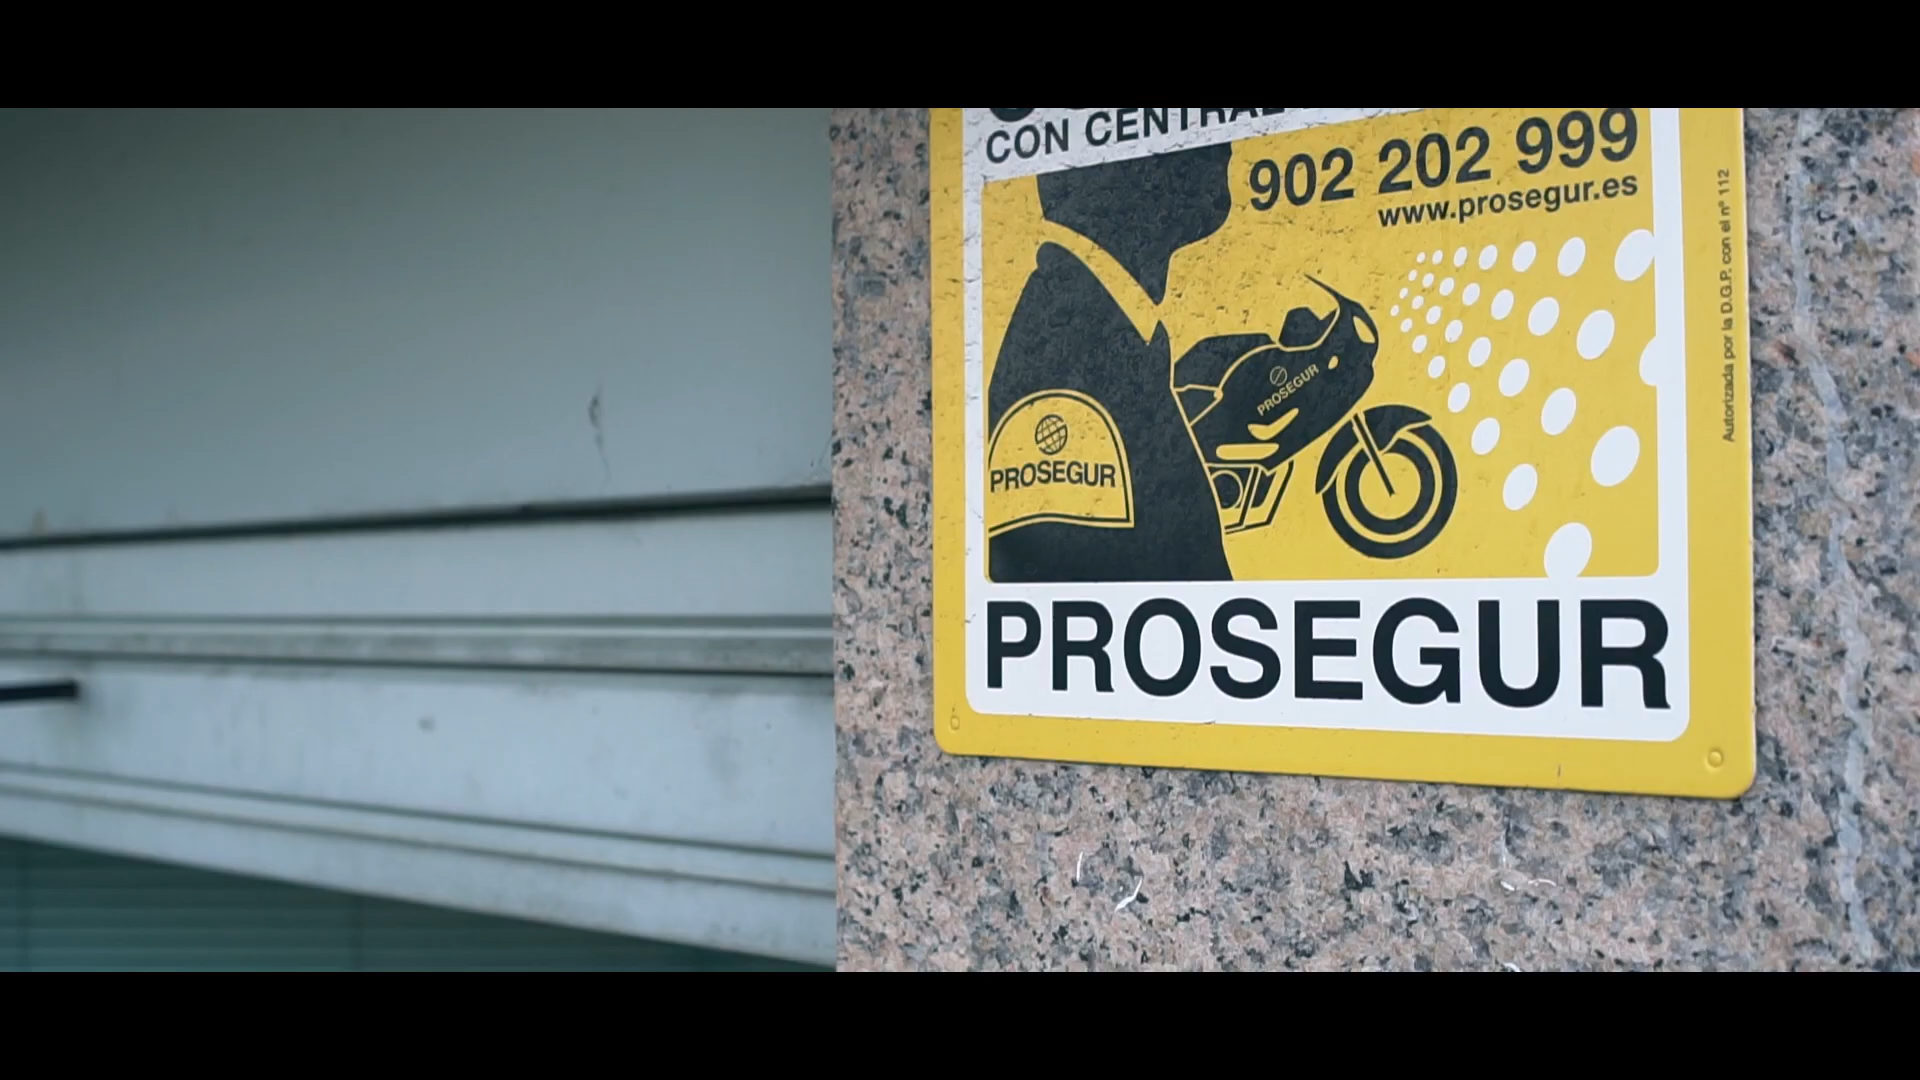 CON CENTRAL
902 202 999
www.prosegur.es
PROSEGUR
PROSEGUR
PROSEGUR
Autorizada por la D.G.P. con el nº 112